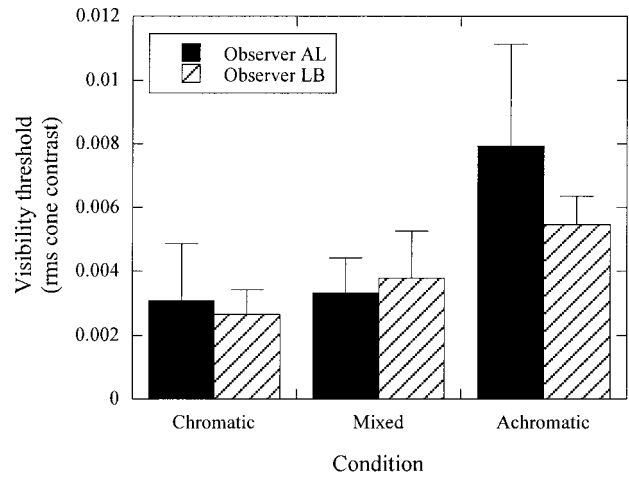 0.012
0.01
0.008
0.006
0.004
0.002
0
Visibility threshold
(rms cone contrast)
Observer AL
Observer LB
Chromatic
Mixed
Achromatic
Condition